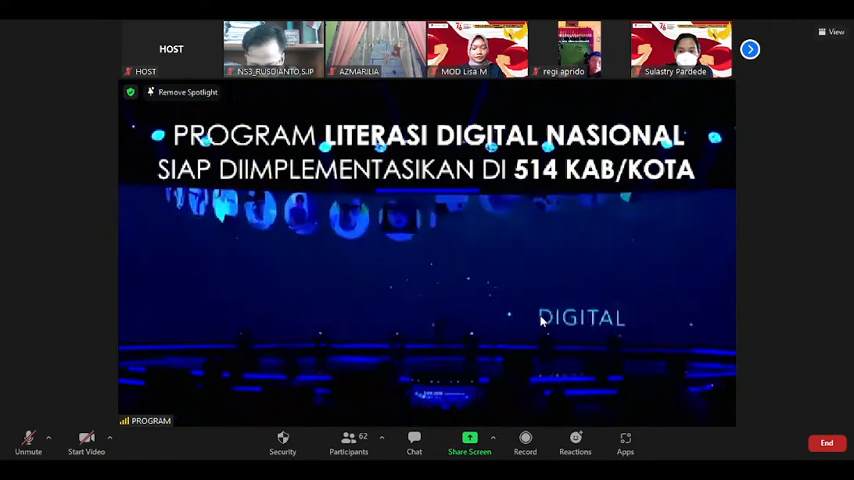 HOST
HOST
NS3_RUSDIANTO S.IP
AZMARILIA
MOD Lisa M
regi aprido
Sulastry Pardede
View
Remove Spotlight
PROGRAM LITERASI DIGITAL NASIONAL
SIAP DIIMPLEMENTASIKAN DI 514 KAB/KOTA
DIGITAL
PROGRAM
Unmute
Start Video
Security
62
Participants
Chat
Share Screen
Record
Reactions
Apps
End